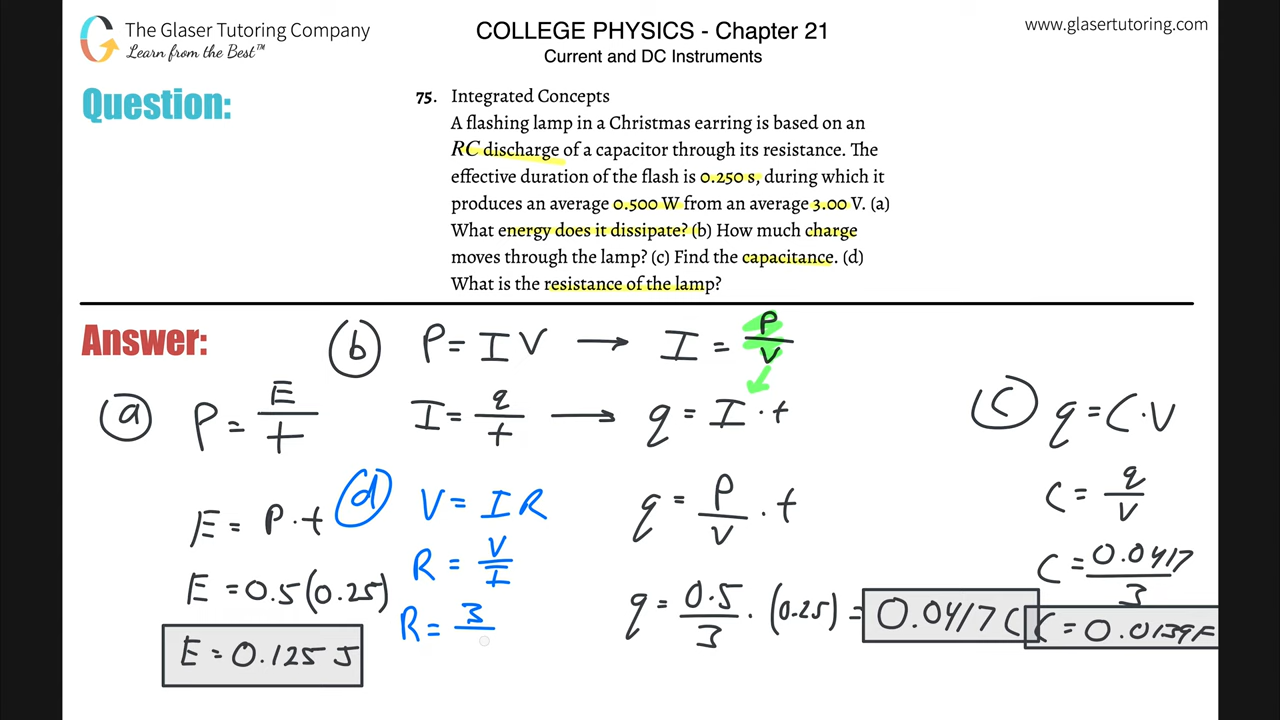 The Glaser Tutoring Company
Learn from the Best™
COLLEGE PHYSICS - Chapter 21
Current and DC Instruments
www.glasertutoring.com
Question:
75. Integrated Concepts
A flashing lamp in a Christmas earring is based on an
RC discharge of a capacitor through its resistance. The
effective duration of the flash is 0.250 s, during which it
produces an average 0.500 W from an average 3.00 V. (a)
What energy does it dissipate? (b) How much charge
moves through the lamp? (c) Find the capacitance. (d)
What is the resistance of the lamp?
Answer:
(a) P = E/t
E = P·t
E = 0.5(0.25)
E = 0.125 J
(b) P = IV → I = P/V
I = q/t → q = I·t
q = P/V · t
q = 0.5/3 · (0.25) = 0.0417 C
(c) q = C·V
C = q/V
C = 0.0417/3
C = 0.0139F
(d) V = IR
R = V/I
R = 3